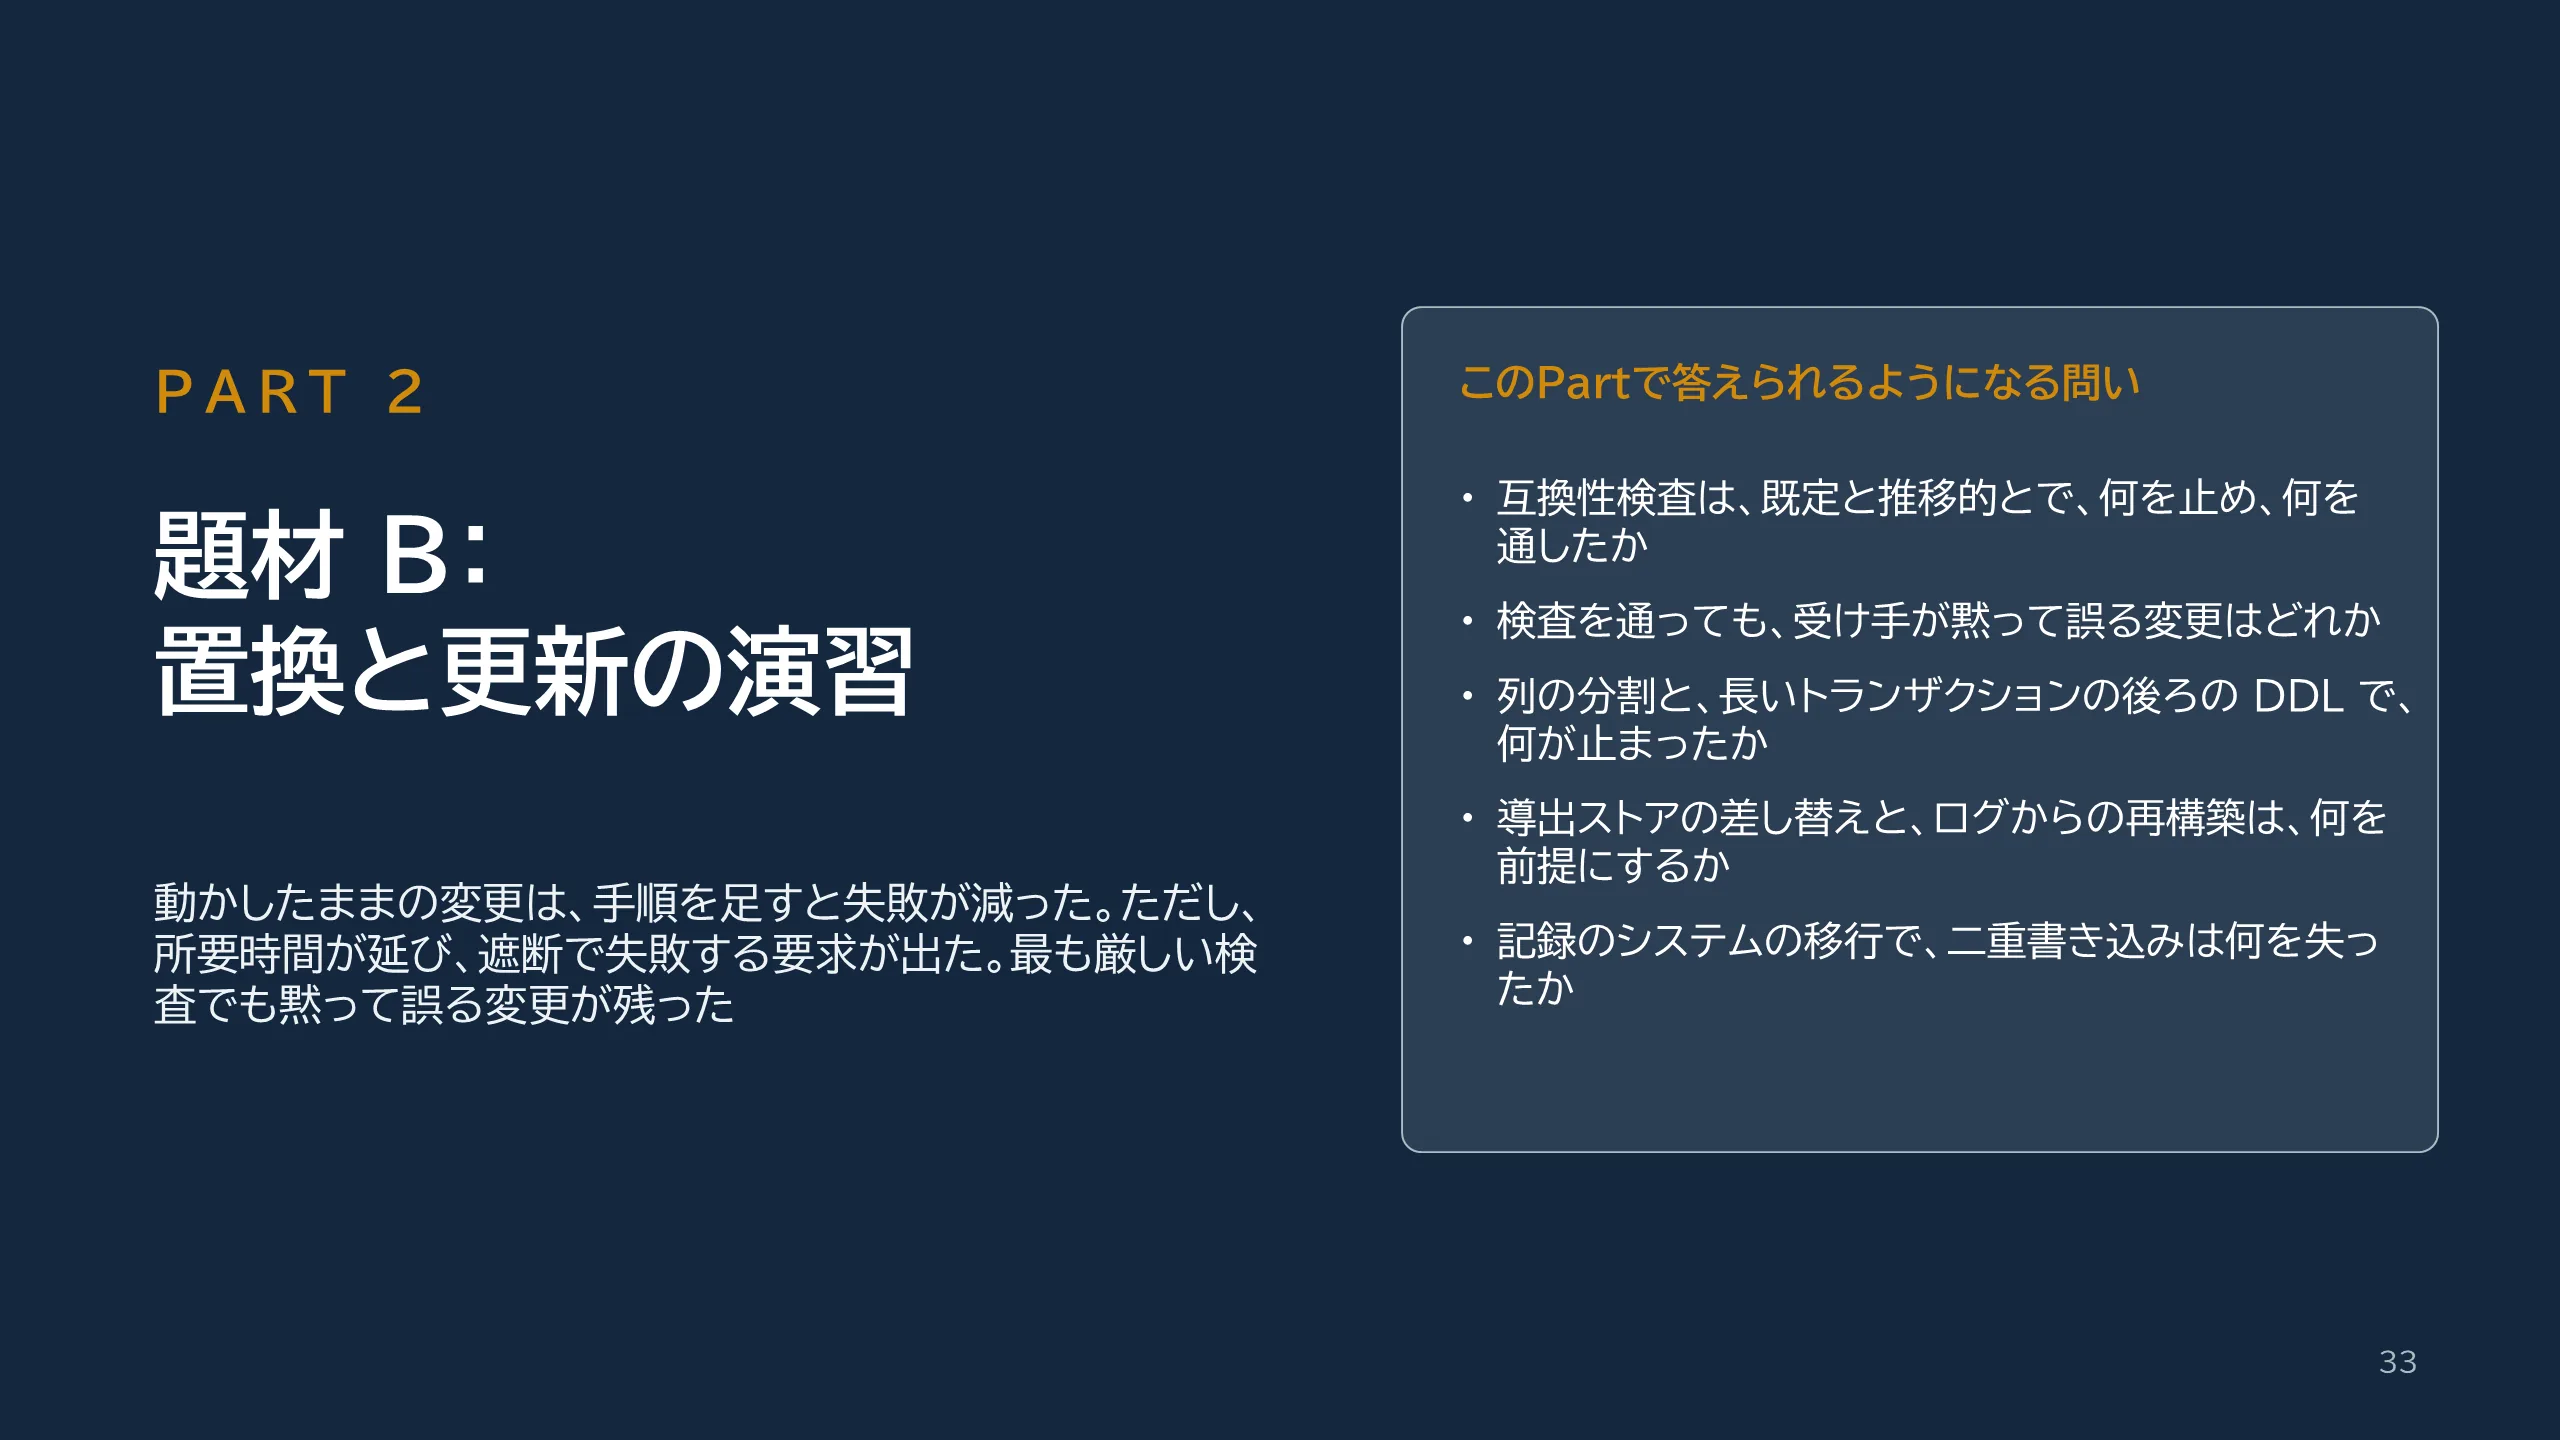 PART 2
題材 B：
置換と更新の演習
動かしたままの変更は、手順を足すと失敗が減った。ただし、
所要時間が延び、遮断で失敗する要求が出た。最も厳しい検
査でも黙って誤る変更が残った
このPartで答えられるようになる問い
• 互換性検査は、既定と推移的とで、何を止め、何を
通したか
• 検査を通っても、受け手が黙って誤る変更はどれか
• 列の分割と、長いトランザクションの後ろの DDL で、
何が止まったか
• 導出ストアの差し替えと、ログからの再構築は、何を
前提にするか
• 記録のシステムの移行で、二重書き込みは何を失っ
たか
33